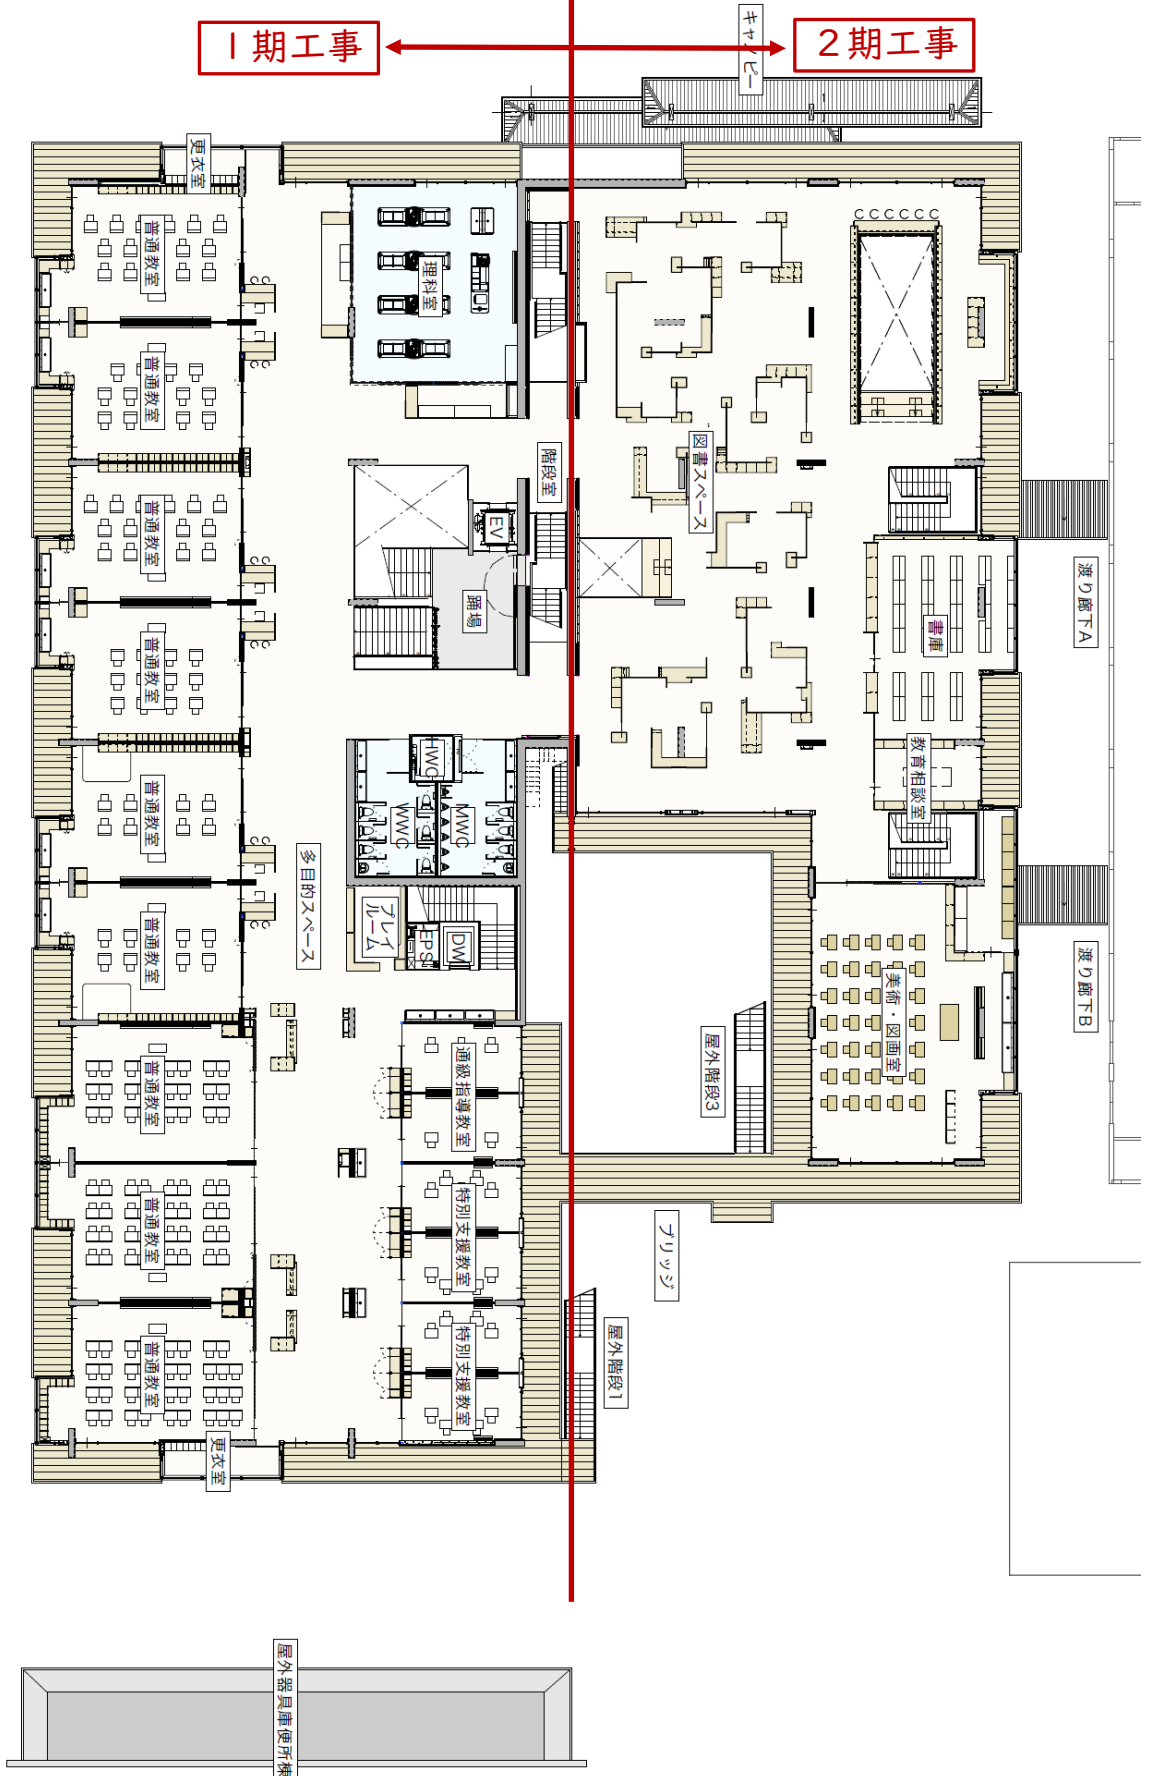 1期工事
2期工事
キャノピー
更衣室
普通教室
理科室
普通教室
図書スペース
階段室
普通教室
EV
渡り廊下A
踊場
書庫
普通教室
HWC
教育相談室
普通教室
WWC
MWC
多目的スペース
プレイ
ルーム
EPS
DW
普通教室
渡り廊下B
美術・図画室
屋外階段3
普通教室
通級指導教室
普通教室
特別支援教室
ブリッジ
普通教室
特別支援教室
屋外階段1
更衣室
屋外器具庫便所棟